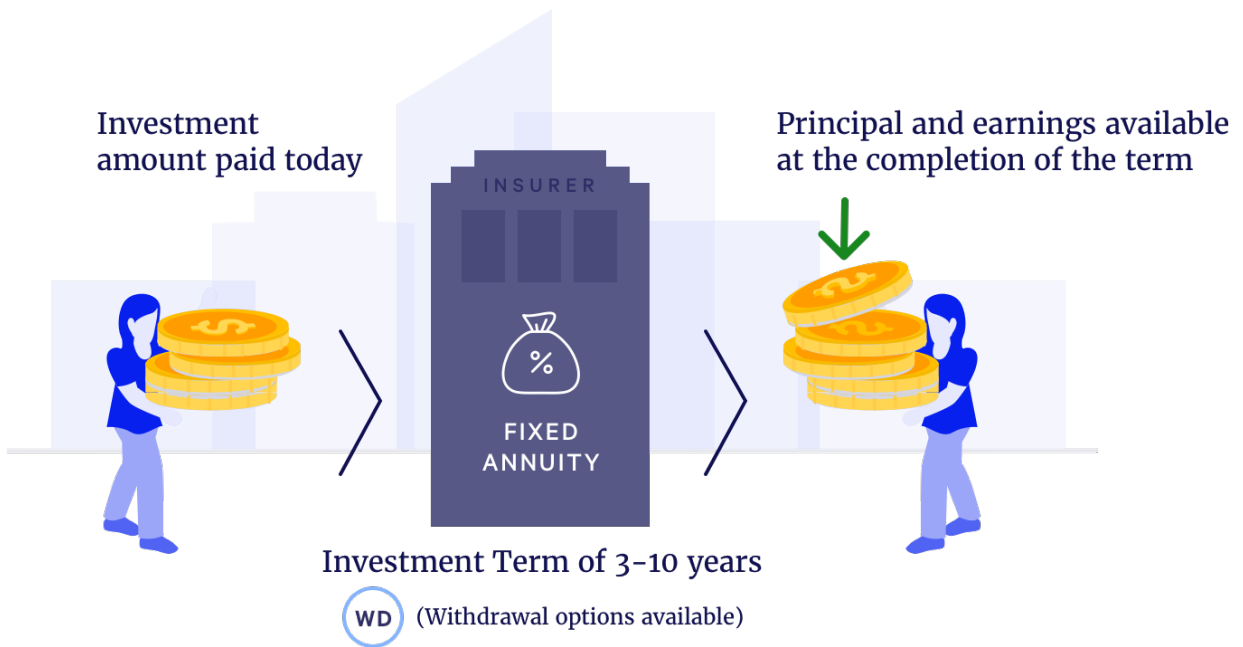 Investment
amount paid today
Principal and earnings available
at the completion of the term
INSURER
$
%
FIXED
ANNUITY
Investment Term of 3-10 years
WD (Withdrawal options available)